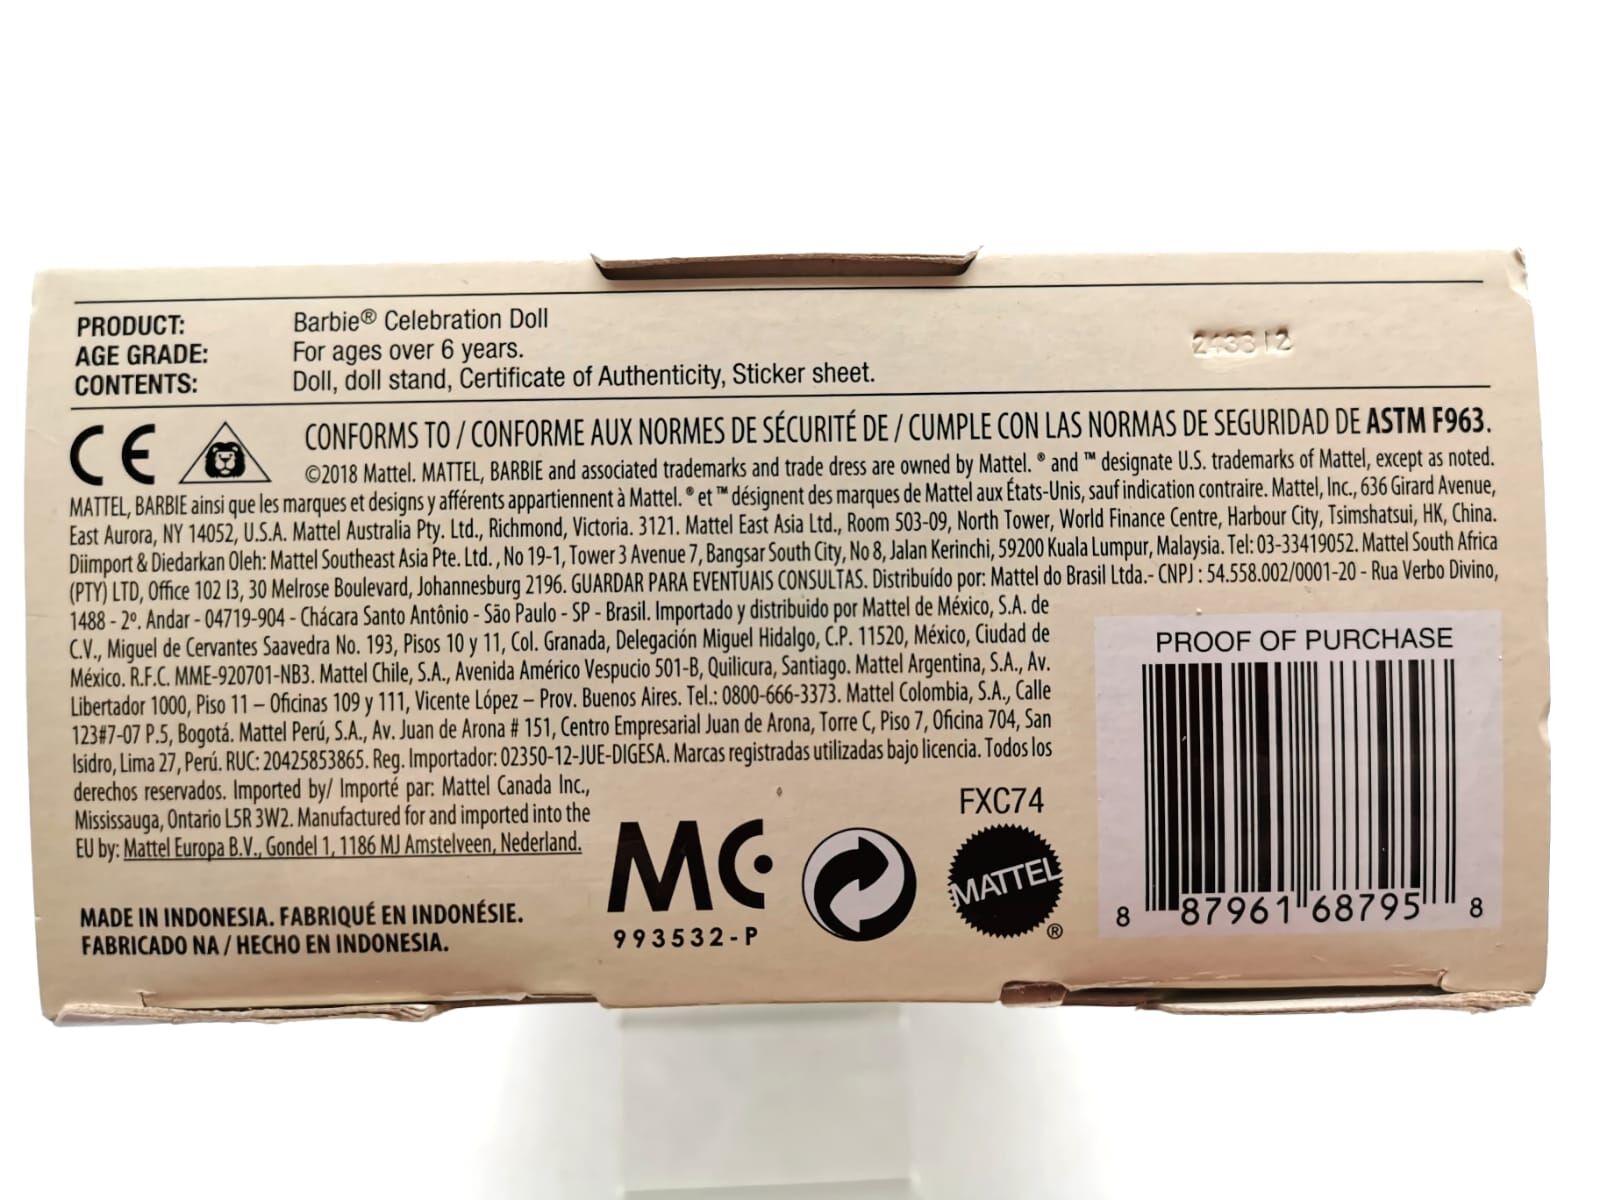 PRODUCT: Barbie® Celebration Doll
AGE GRADE: For ages over 6 years.
CONTENTS: Doll, doll stand, Certificate of Authenticity, Sticker sheet.
243312
CE
CONFORMS TO / CONFORME AUX NORMES DE SÉCURITÉ DE / CUMPLE CON LAS NORMAS DE SEGURIDAD DE ASTM F963.
©2018 Mattel. MATTEL, BARBIE and associated trademarks and trade dress are owned by Mattel. ® and ™ designate U.S. trademarks of Mattel, except as noted.
MATTEL, BARBIE ainsi que les marques et designs y afférents appartiennent à Mattel. ® et ™ désignent des marques de Mattel aux États-Unis, sauf indication contraire. Mattel, Inc., 636 Girard Avenue,
East Aurora, NY 14052, U.S.A. Mattel Australia Pty. Ltd., Richmond, Victoria. 3121. Mattel East Asia Ltd., Room 503-09, North Tower, World Finance Centre, Harbour City, Tsimshatsui, HK, China.
Diimport & Diedarkan Oleh: Mattel Southeast Asia Pte. Ltd. , No 19-1, Tower 3 Avenue 7, Bangsar South City, No 8, Jalan Kerinchi, 59200 Kuala Lumpur, Malaysia. Tel: 03-33419052. Mattel South Africa
(PTY) LTD, Office 102 I3, 30 Melrose Boulevard, Johannesburg 2196. GUARDAR PARA EVENTUAIS CONSULTAS. Distribuído por: Mattel do Brasil Ltda.- CNPJ : 54.558.002/0001-20 - Rua Verbo Divino,
1488 - 2º. Andar - 04719-904 - Chácara Santo Antônio - São Paulo - SP - Brasil. Importado y distribuido por Mattel de México, S.A. de
C.V., Miguel de Cervantes Saavedra No. 193, Pisos 10 y 11, Col. Granada, Delegación Miguel Hidalgo, C.P. 11520, México, Ciudad de
México. R.F.C. MME-920701-NB3. Mattel Chile, S.A., Avenida Américo Vespucio 501-B, Quilicura, Santiago. Mattel Argentina, S.A., Av.
Libertador 1000, Piso 11 – Oficinas 109 y 111, Vicente López – Prov. Buenos Aires. Tel.: 0800-666-3373. Mattel Colombia, S.A., Calle
123#7-07 P.5, Bogotá. Mattel Perú, S.A., Av. Juan de Arona # 151, Centro Empresarial Juan de Arona, Torre C, Piso 7, Oficina 704, San
Isidro, Lima 27, Perú. RUC: 20425853865. Reg. Importador: 02350-12-JUE-DIGESA. Marcas registradas utilizadas bajo licencia. Todos los
derechos reservados. Imported by/ Importé par: Mattel Canada Inc.,
Mississauga, Ontario L5R 3W2. Manufactured for and imported into the
EU by: Mattel Europa B.V., Gondel 1, 1186 MJ Amstelveen, Nederland.
MADE IN INDONESIA. FABRIQUÉ EN INDONÉSIE.
FABRICADO NA / HECHO EN INDONESIA.
MC
993532-P
FXC74
MATTEL®
PROOF OF PURCHASE
8 87961 68795 8